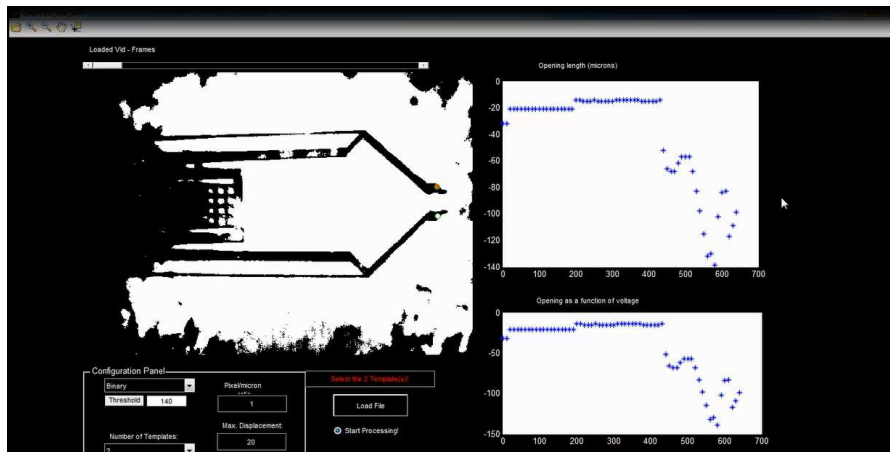 Loaded Vid - Frames
Opening length (microns)
0
-20
-40
-60
-80
-100
-120
-140
0 100 200 300 400 500 600 700
Opening as a function of voltage
0
-50
-100
-150
0 100 200 300 400 500 600 700
Configuration Panel
Binary
Threshold 140
Number of Templates:
2
Pixel/micron
1
Max. Displacement:
20
Select the 2 Template(s)!
Load File
Start Processing!